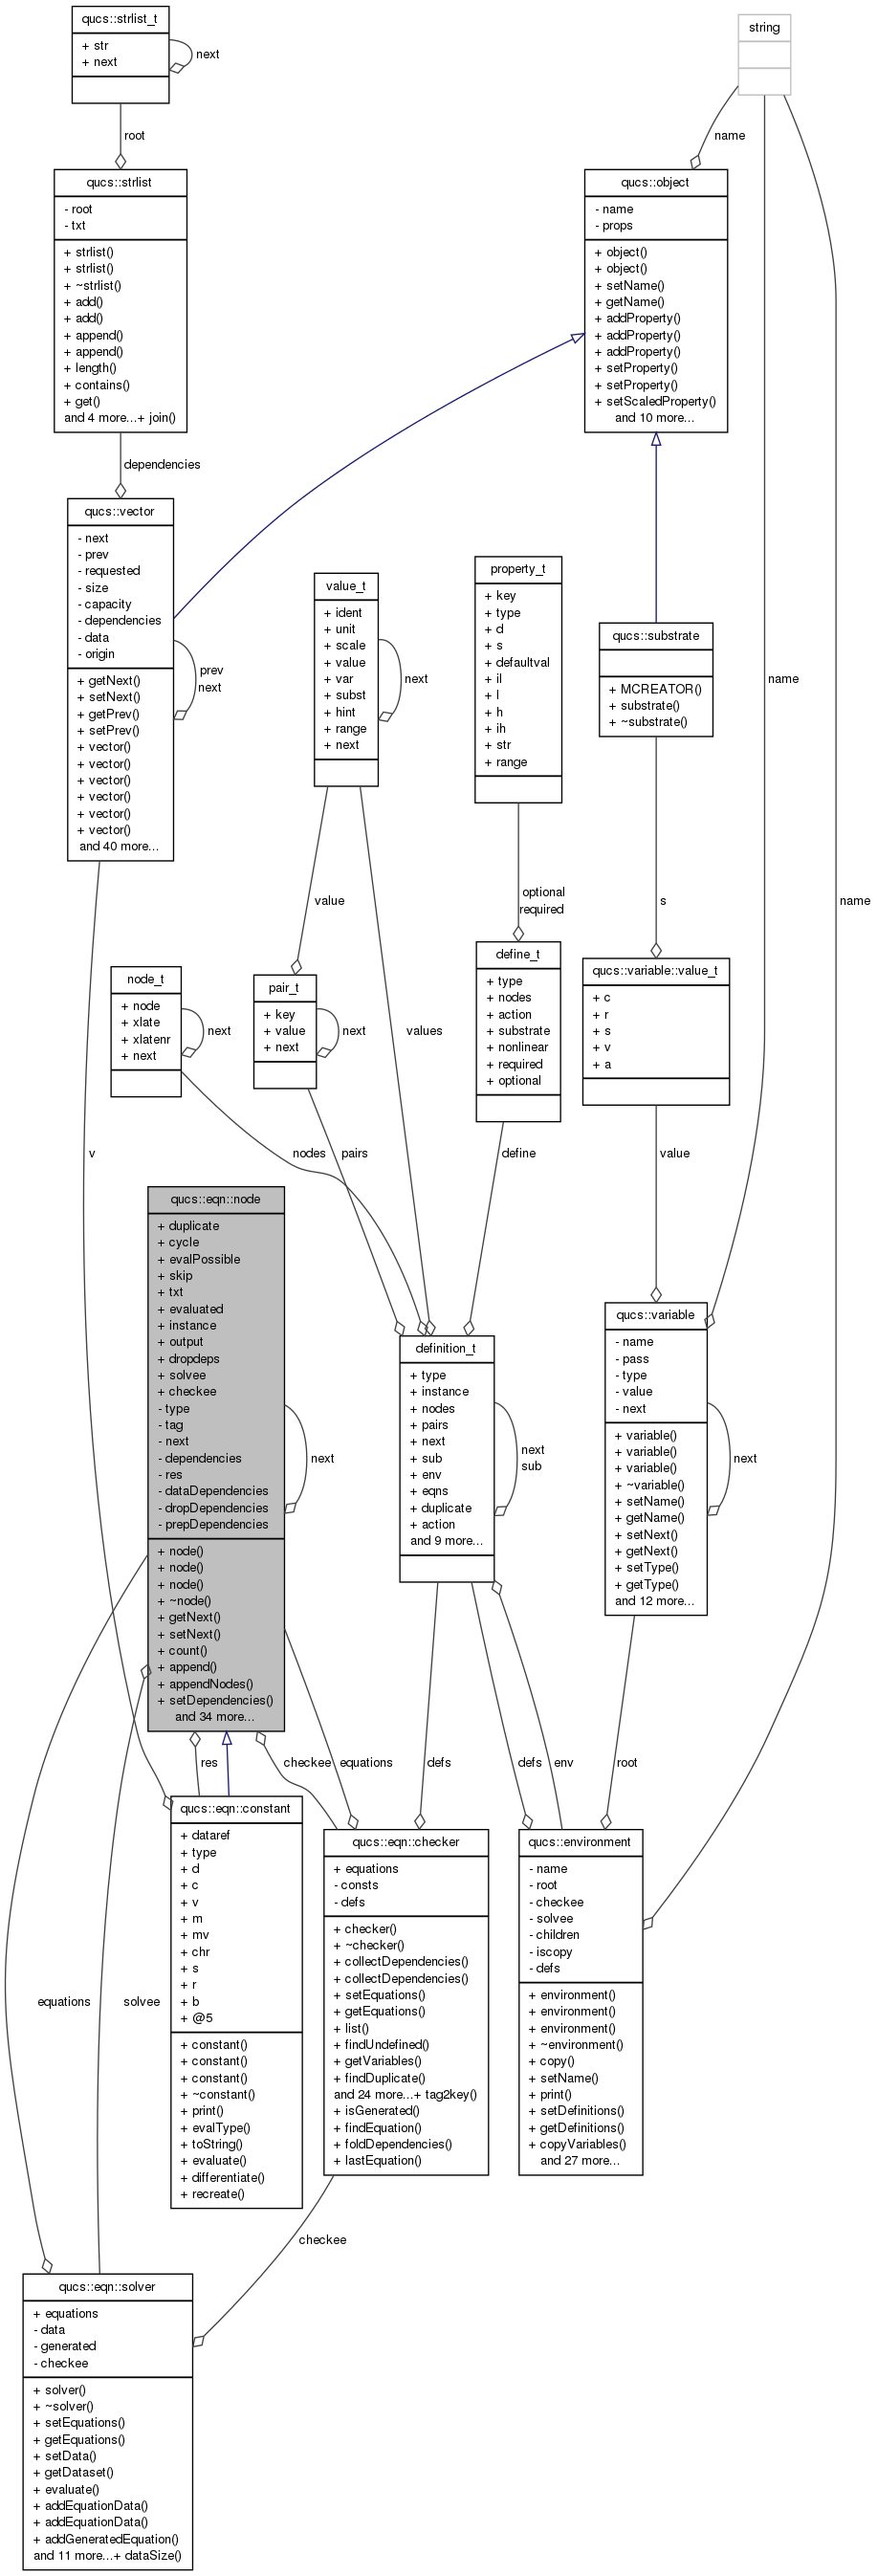 qucs::strlist_t
+ str
+ next
next
string
root
name
qucs::strlist
- root
- txt
+ strlist()
+ strlist()
+ ~strlist()
+ add()
+ add()
+ append()
+ append()
+ length()
+ contains()
+ get()
and 4 more...+ join()
qucs::object
- name
- props
+ object()
+ object()
+ setName()
+ getName()
+ addProperty()
+ addProperty()
+ addProperty()
+ setProperty()
+ setProperty()
+ setScaledProperty()
and 10 more...
dependencies
qucs::vector
- next
- prev
- requested
- size
- capacity
- dependencies
- data
- origin
+ getNext()
+ setNext()
+ getPrev()
+ setPrev()
+ vector()
+ vector()
+ vector()
+ vector()
+ vector()
+ vector()
and 40 more...
prev
next
value_t
+ ident
+ unit
+ scale
+ value
+ var
+ subst
+ hint
+ range
+ next
next
property_t
+ key
+ type
+ d
+ s
+ defaultval
+ il
+ l
+ h
+ ih
+ str
+ range
qucs::substrate
+ MCREATOR()
+ substrate()
+ ~substrate()
name
name
value
optional
required
s
node_t
+ node
+ xlate
+ xlatenr
+ next
next
pair_t
+ key
+ value
+ next
next
values
define_t
+ type
+ nodes
+ action
+ substrate
+ nonlinear
+ required
+ optional
qucs::variable::value_t
+ c
+ r
+ s
+ v
+ a
v
nodes
pairs
define
value
qucs::eqn::node
+ duplicate
+ cycle
+ evalPossible
+ skip
+ txt
+ evaluated
+ instance
+ output
+ dropdeps
+ solvee
+ checkee
- type
- tag
- next
- dependencies
- res
- dataDependencies
- dropDependencies
- prepDependencies
+ node()
+ node()
+ node()
+ ~node()
+ getNext()
+ setNext()
+ count()
+ append()
+ appendNodes()
+ setDependencies()
and 34 more...
next
definition_t
+ type
+ instance
+ nodes
+ pairs
+ next
+ sub
+ env
+ eqns
+ duplicate
+ action
and 9 more...
next
sub
qucs::variable
- name
- pass
- type
- value
- next
+ variable()
+ variable()
+ variable()
+ ~variable()
+ setName()
+ getName()
+ setNext()
+ getNext()
+ setType()
+ getType()
and 12 more...
next
res
checkee
equations
defs
defs
env
root
qucs::eqn::constant
+ dataref
+ type
+ d
+ c
+ v
+ m
+ mv
+ chr
+ s
+ r
+ b
+ @5
+ constant()
+ constant()
+ constant()
+ ~constant()
+ print()
+ evalType()
+ toString()
+ evaluate()
+ differentiate()
+ recreate()
qucs::eqn::checker
+ equations
- consts
- defs
+ checker()
+ ~checker()
+ collectDependencies()
+ collectDependencies()
+ setEquations()
+ getEquations()
+ list()
+ findUndefined()
+ getVariables()
+ findDuplicate()
and 24 more...+ tag2key()
+ isGenerated()
+ findEquation()
+ foldDependencies()
+ lastEquation()
qucs::environment
- name
- root
- checkee
- solvee
- children
- iscopy
- defs
+ environment()
+ environment()
+ environment()
+ ~environment()
+ copy()
+ setName()
+ print()
+ setDefinitions()
+ getDefinitions()
+ copyVariables()
and 27 more...
equations
solvee
checkee
qucs::eqn::solver
+ equations
- data
- generated
- checkee
+ solver()
+ ~solver()
+ setEquations()
+ getEquations()
+ setData()
+ getDataset()
+ evaluate()
+ addEquationData()
+ addEquationData()
+ addGeneratedEquation()
and 11 more...+ dataSize()